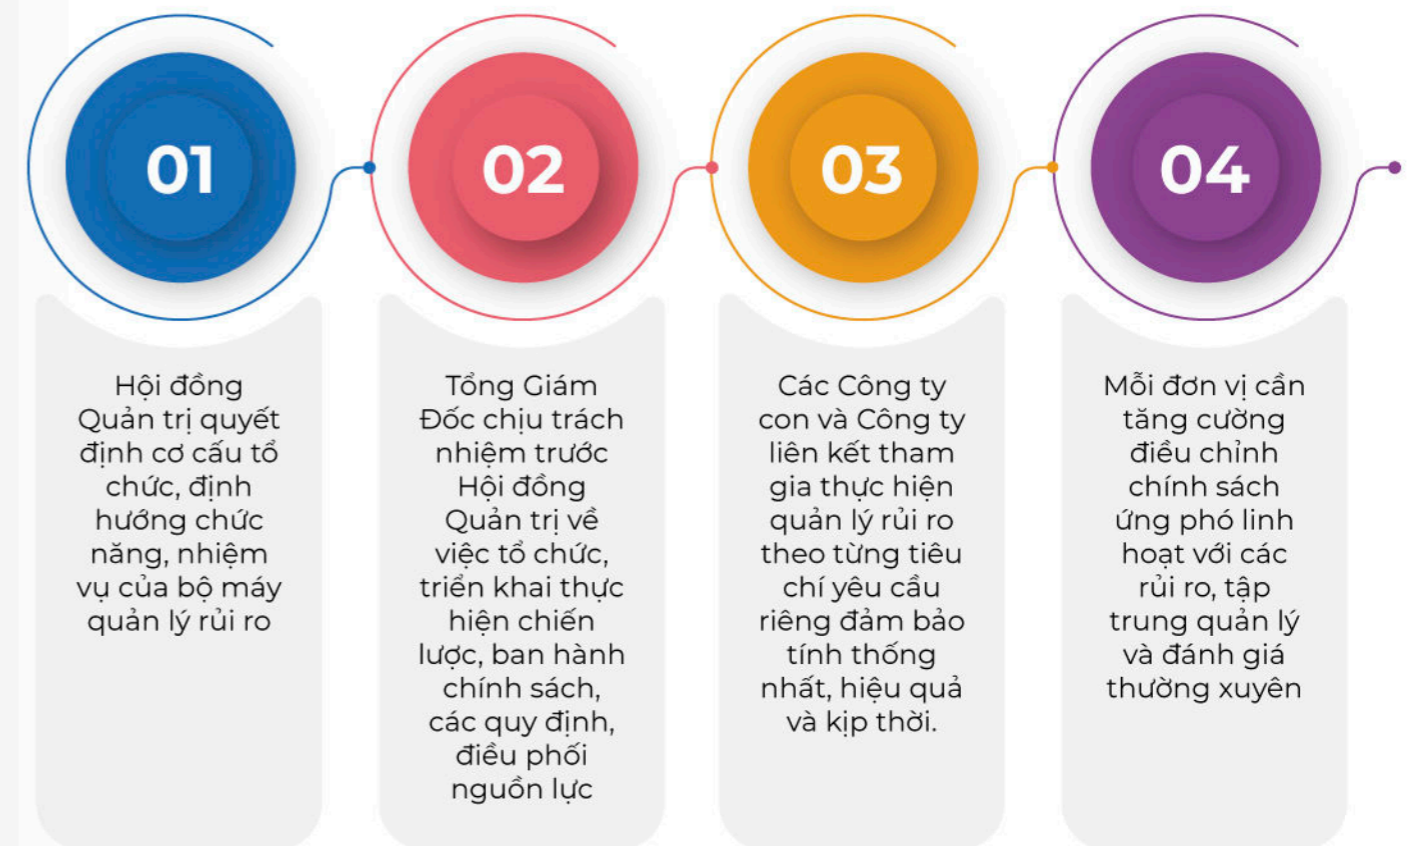 01
Hội đồng
Quản trị quyết
định cơ cấu tổ
chức, định
hướng chức
năng, nhiệm
vụ của bộ máy
quản lý rủi ro
02
Tổng Giám
Đốc chịu trách
nhiệm trước
Hội đồng
Quản trị về
việc tổ chức,
triển khai thực
hiện chiến
lược, ban hành
chính sách,
các quy định,
điều phối
nguồn lực
03
Các Công ty
con và Công ty
liên kết tham
gia thực hiện
quản lý rủi ro
theo từng tiêu
chí yêu cầu
riêng đảm bảo
tính thống
nhất, hiệu quả
và kịp thời.
04
Mỗi đơn vị cần
tăng cường
điều chỉnh
chính sách
ứng phó linh
hoạt với các
rủi ro, tập
trung quản lý
và đánh giá
thường xuyên